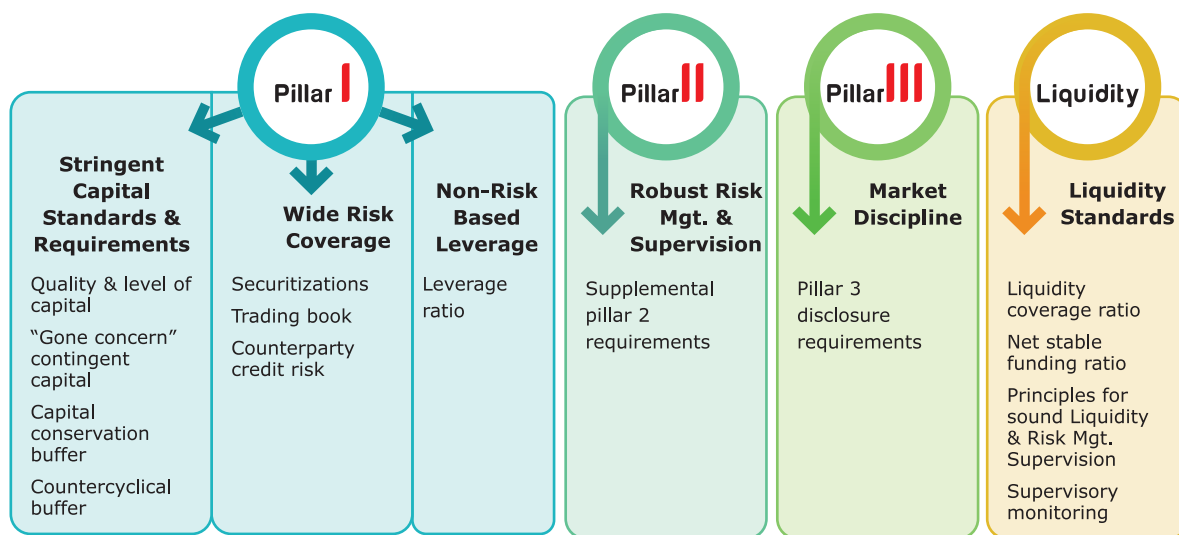 Pillar I
Stringent
Capital
Standards &
Requirements
Quality & level of
capital
“Gone concern”
contingent
capital
Capital
conservation
buffer
Countercyclical
buffer
Wide Risk
Coverage
Securitizations
Trading book
Counterparty
credit risk
Non-Risk
Based
Leverage
Leverage
ratio
Pillar II
Robust Risk
Mgt. &
Supervision
Supplemental
pillar 2
requirements
Pillar III
Market
Discipline
Pillar 3
disclosure
requirements
Liquidity
Liquidity
Standards
Liquidity
coverage ratio
Net stable
funding ratio
Principles for
sound Liquidity
& Risk Mgt.
Supervision
Supervisory
monitoring